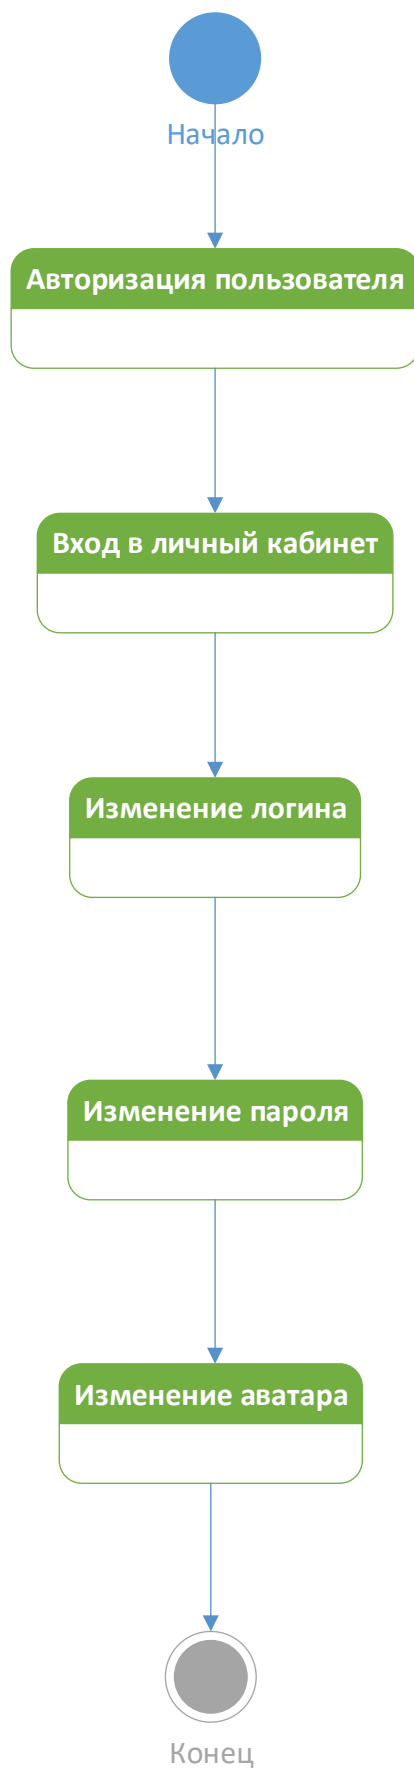 Начало
Авторизация пользователя
Вход в личный кабинет
Изменение логина
Изменение пароля
Изменение аватара
Конец